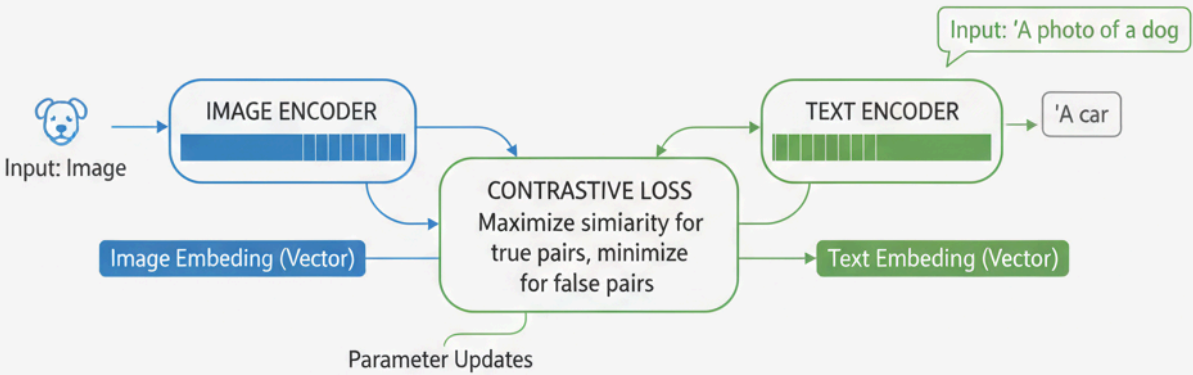 Input: 'A photo of a dog
IMAGE ENCODER
TEXT ENCODER
'A car
Input: Image
CONTRASTIVE LOSS
Maximize simiarity for
true pairs, minimize
for false pairs
Image Embeding (Vector)
Text Embeding (Vector)
Parameter Updates